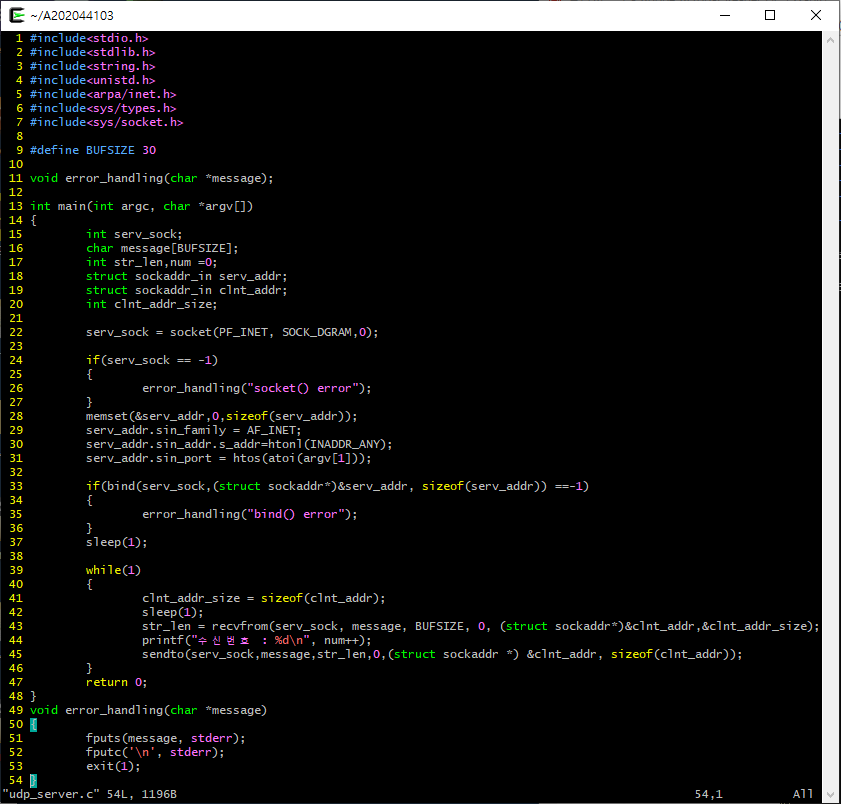 ~/A202044103
1 #include<stdio.h>
2 #include<stdlib.h>
3 #include<string.h>
4 #include<unistd.h>
5 #include<arpa/inet.h>
6 #include<sys/types.h>
7 #include<sys/socket.h>
8
9 #define BUFSIZE 30
10
11 void error_handling(char *message);
12
13 int main(int argc, char *argv[])
14 {
15         int serv_sock;
16         char message[BUFSIZE];
17         int str_len,num =0;
18         struct sockaddr_in serv_addr;
19         struct sockaddr_in clnt_addr;
20         int clnt_addr_size;
21
22         serv_sock = socket(PF_INET, SOCK_DGRAM,0);
23
24         if(serv_sock == -1)
25         {
26                 error_handling("socket() error");
27         }
28         memset(&serv_addr,0,sizeof(serv_addr));
29         serv_addr.sin_family = AF_INET;
30         serv_addr.sin_addr.s_addr=htonl(INADDR_ANY);
31         serv_addr.sin_port = htos(atoi(argv[1]));
32
33         if(bind(serv_sock,(struct sockaddr*)&serv_addr, sizeof(serv_addr)) ==-1)
34         {
35                 error_handling("bind() error");
36         }
37         sleep(1);
38
39         while(1)
40         {
41                 clnt_addr_size = sizeof(clnt_addr);
42                 sleep(1);
43                 str_len = recvfrom(serv_sock, message, BUFSIZE, 0, (struct sockaddr*)&clnt_addr,&clnt_addr_size);
44                 printf("수신번호 : %d\n", num++);
45                 sendto(serv_sock,message,str_len,0,(struct sockaddr *) &clnt_addr, sizeof(clnt_addr));
46         }
47         return 0;
48 }
49 void error_handling(char *message)
50 {
51         fputs(message, stderr);
52         fputc('\n', stderr);
53         exit(1);
54 }
"udp_server.c" 54L, 1196B 54,1 All